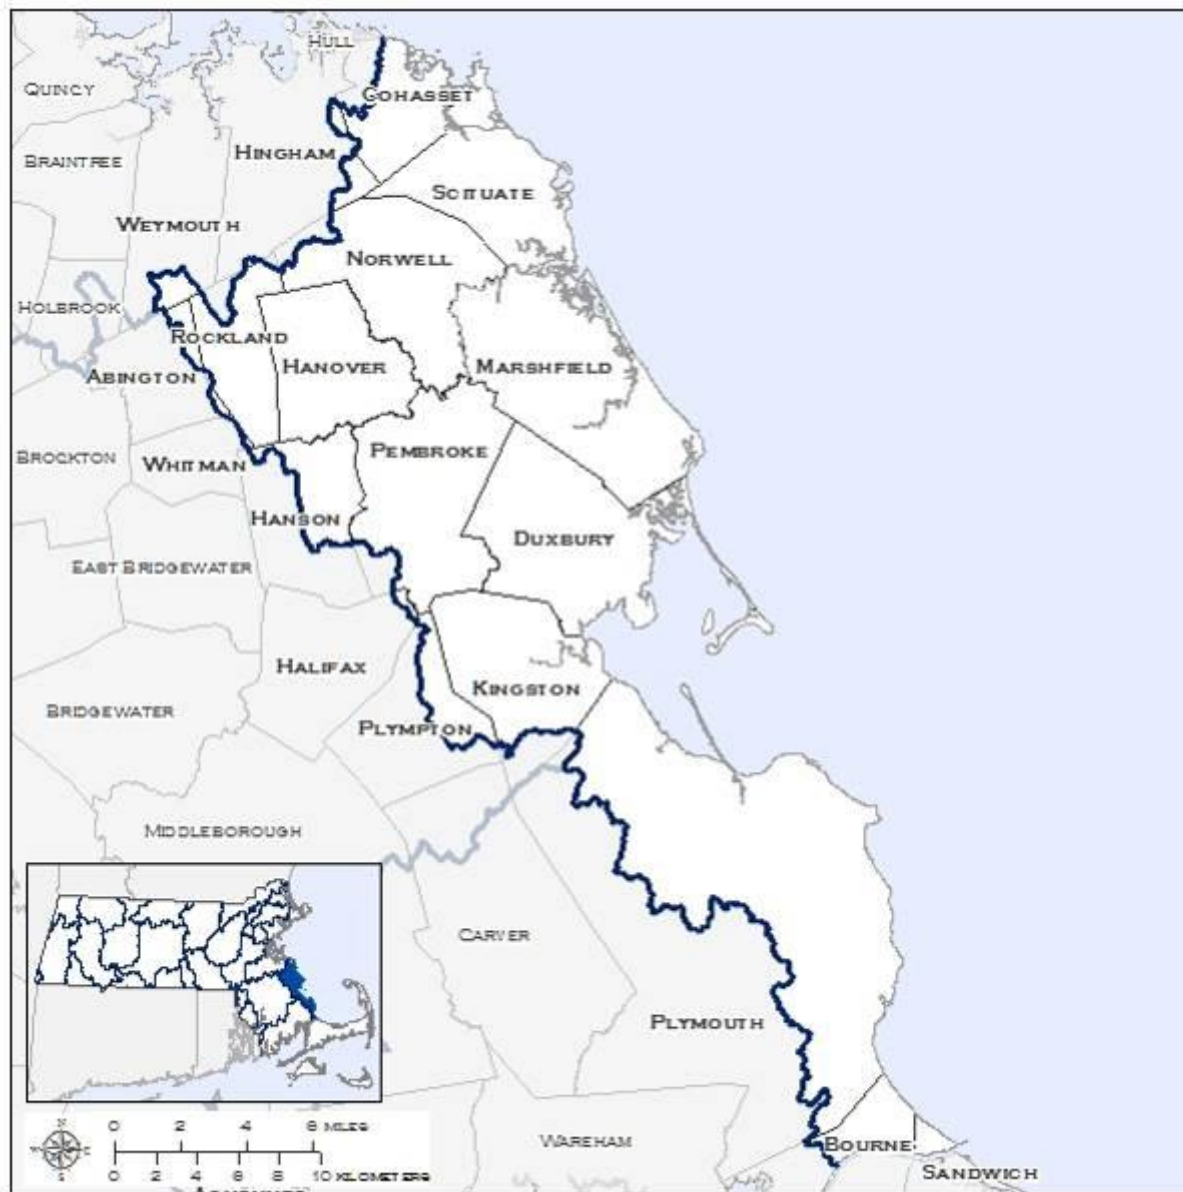 HULL
QUINCY
COHASSET
HINGHAM
BRAINTREE
SCITUATE
WEYMOUTH
NORWELL
HOLBROOK
ROCKLAND
HANOVER
MARSHFIELD
ABINGTON
PEMBROKE
BROCKTON
WHITMAN
HANSON
DUXBURY
EAST BRIDGEWATER
HALIFAX
KINGSTON
BRIDGEWATER
PLYMPTON
MIDDLEBOROUGH
CARVER
PLYMOUTH
0 2 4 6 MILES
WAREHAM
BOURNE
0 2 4 6 8 10 KILOMETERS
SANDWICH